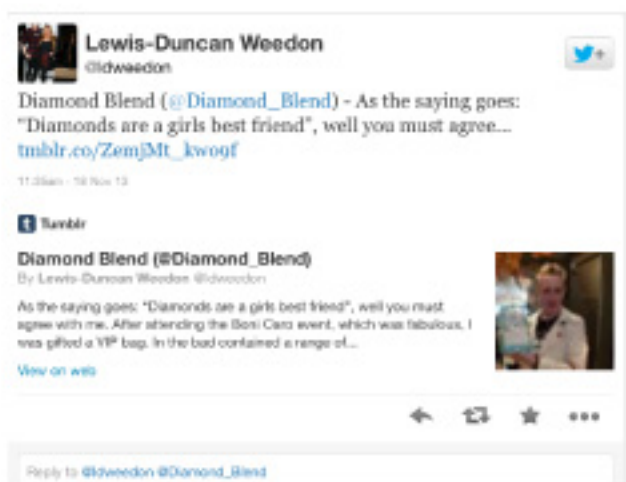 Lewis-Duncan Weedon
@ldweedon
Diamond Blend (@Diamond_Blend) - As the saying goes:
"Diamonds are a girls best friend", well you must agree...
tmblr.co/ZemjMt_kwo9f
Tumblr
Diamond Blend (@Diamond_Blend)
By Lewis-Duncan Weedon @ldweedon
As the saying goes: "Diamonds are a girls best friend", well you must
agree with me. After attending the Boni Caro event, which was fabulous, I
was gifted a VIP bag. In the bad contained a range of...
View on web
Reply to @ldweedon @Diamond_Blend